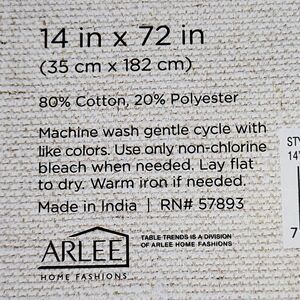 14 in x 72 in
(35 cm x 182 cm)
80% Cotton, 20% Polyester
Machine wash gentle cycle with
like colors. Use only non-chlorine
bleach when needed. Lay flat
to dry. Warm iron if needed.
Made in India | RN# 57893
ARLEE
HOME FASHIONS
TABLE TRENDS IS A DIVISION
OF ARLEE HOME FASHIONS
14"
7